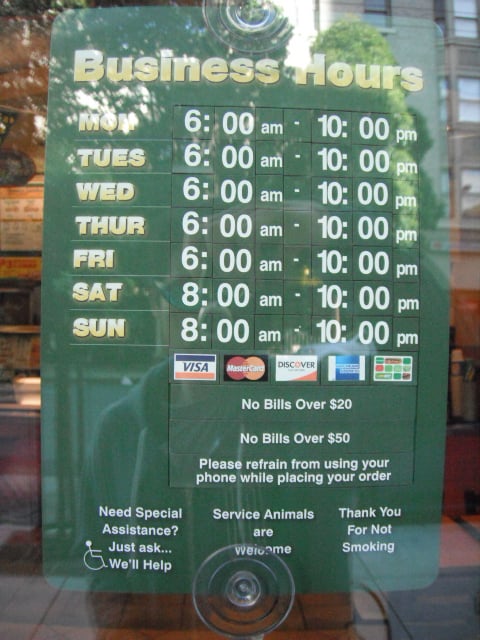 Business Hours
MON 6:00 am - 10:00 pm
TUES 6:00 am - 10:00 pm
WED 6:00 am - 10:00 pm
THUR 6:00 am - 10:00 pm
FRI 6:00 am - 10:00 pm
SAT 8:00 am - 10:00 pm
SUN 8:00 am - 10:00 pm
VISA MasterCard DISCOVER
No Bills Over $20
No Bills Over $50
Please refrain from using your
phone while placing your order
Need Special
Assistance?
Just ask...
We'll Help
Service Animals
are
Welcome
Thank You
For Not
Smoking